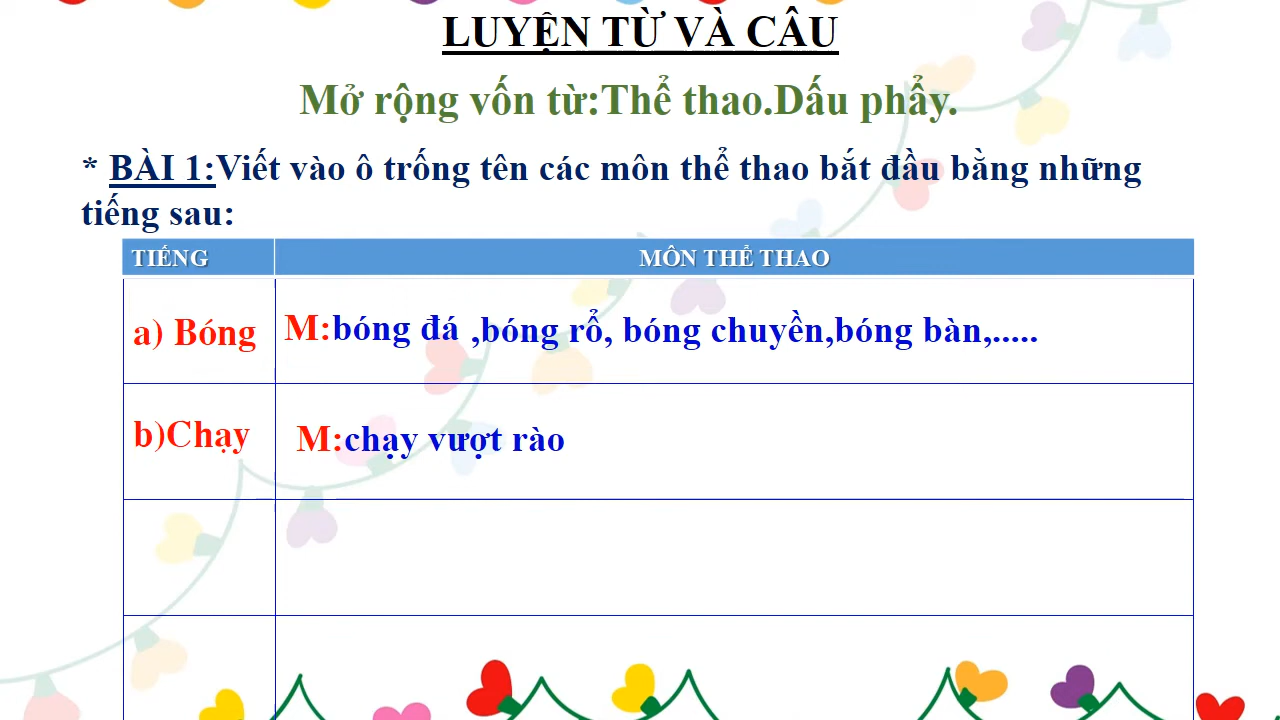 LUYỆN TỪ VÀ CÂU
Mở rộng vốn từ:Thể thao.Dấu phẩy.
* BÀI 1:Viết vào ô trống tên các môn thể thao bắt đầu bằng những
tiếng sau:
TIẾNG MÔN THỂ THAO
a) Bóng M:bóng đá ,bóng rổ, bóng chuyền,bóng bàn,.....
b)Chạy M:chạy vượt rào